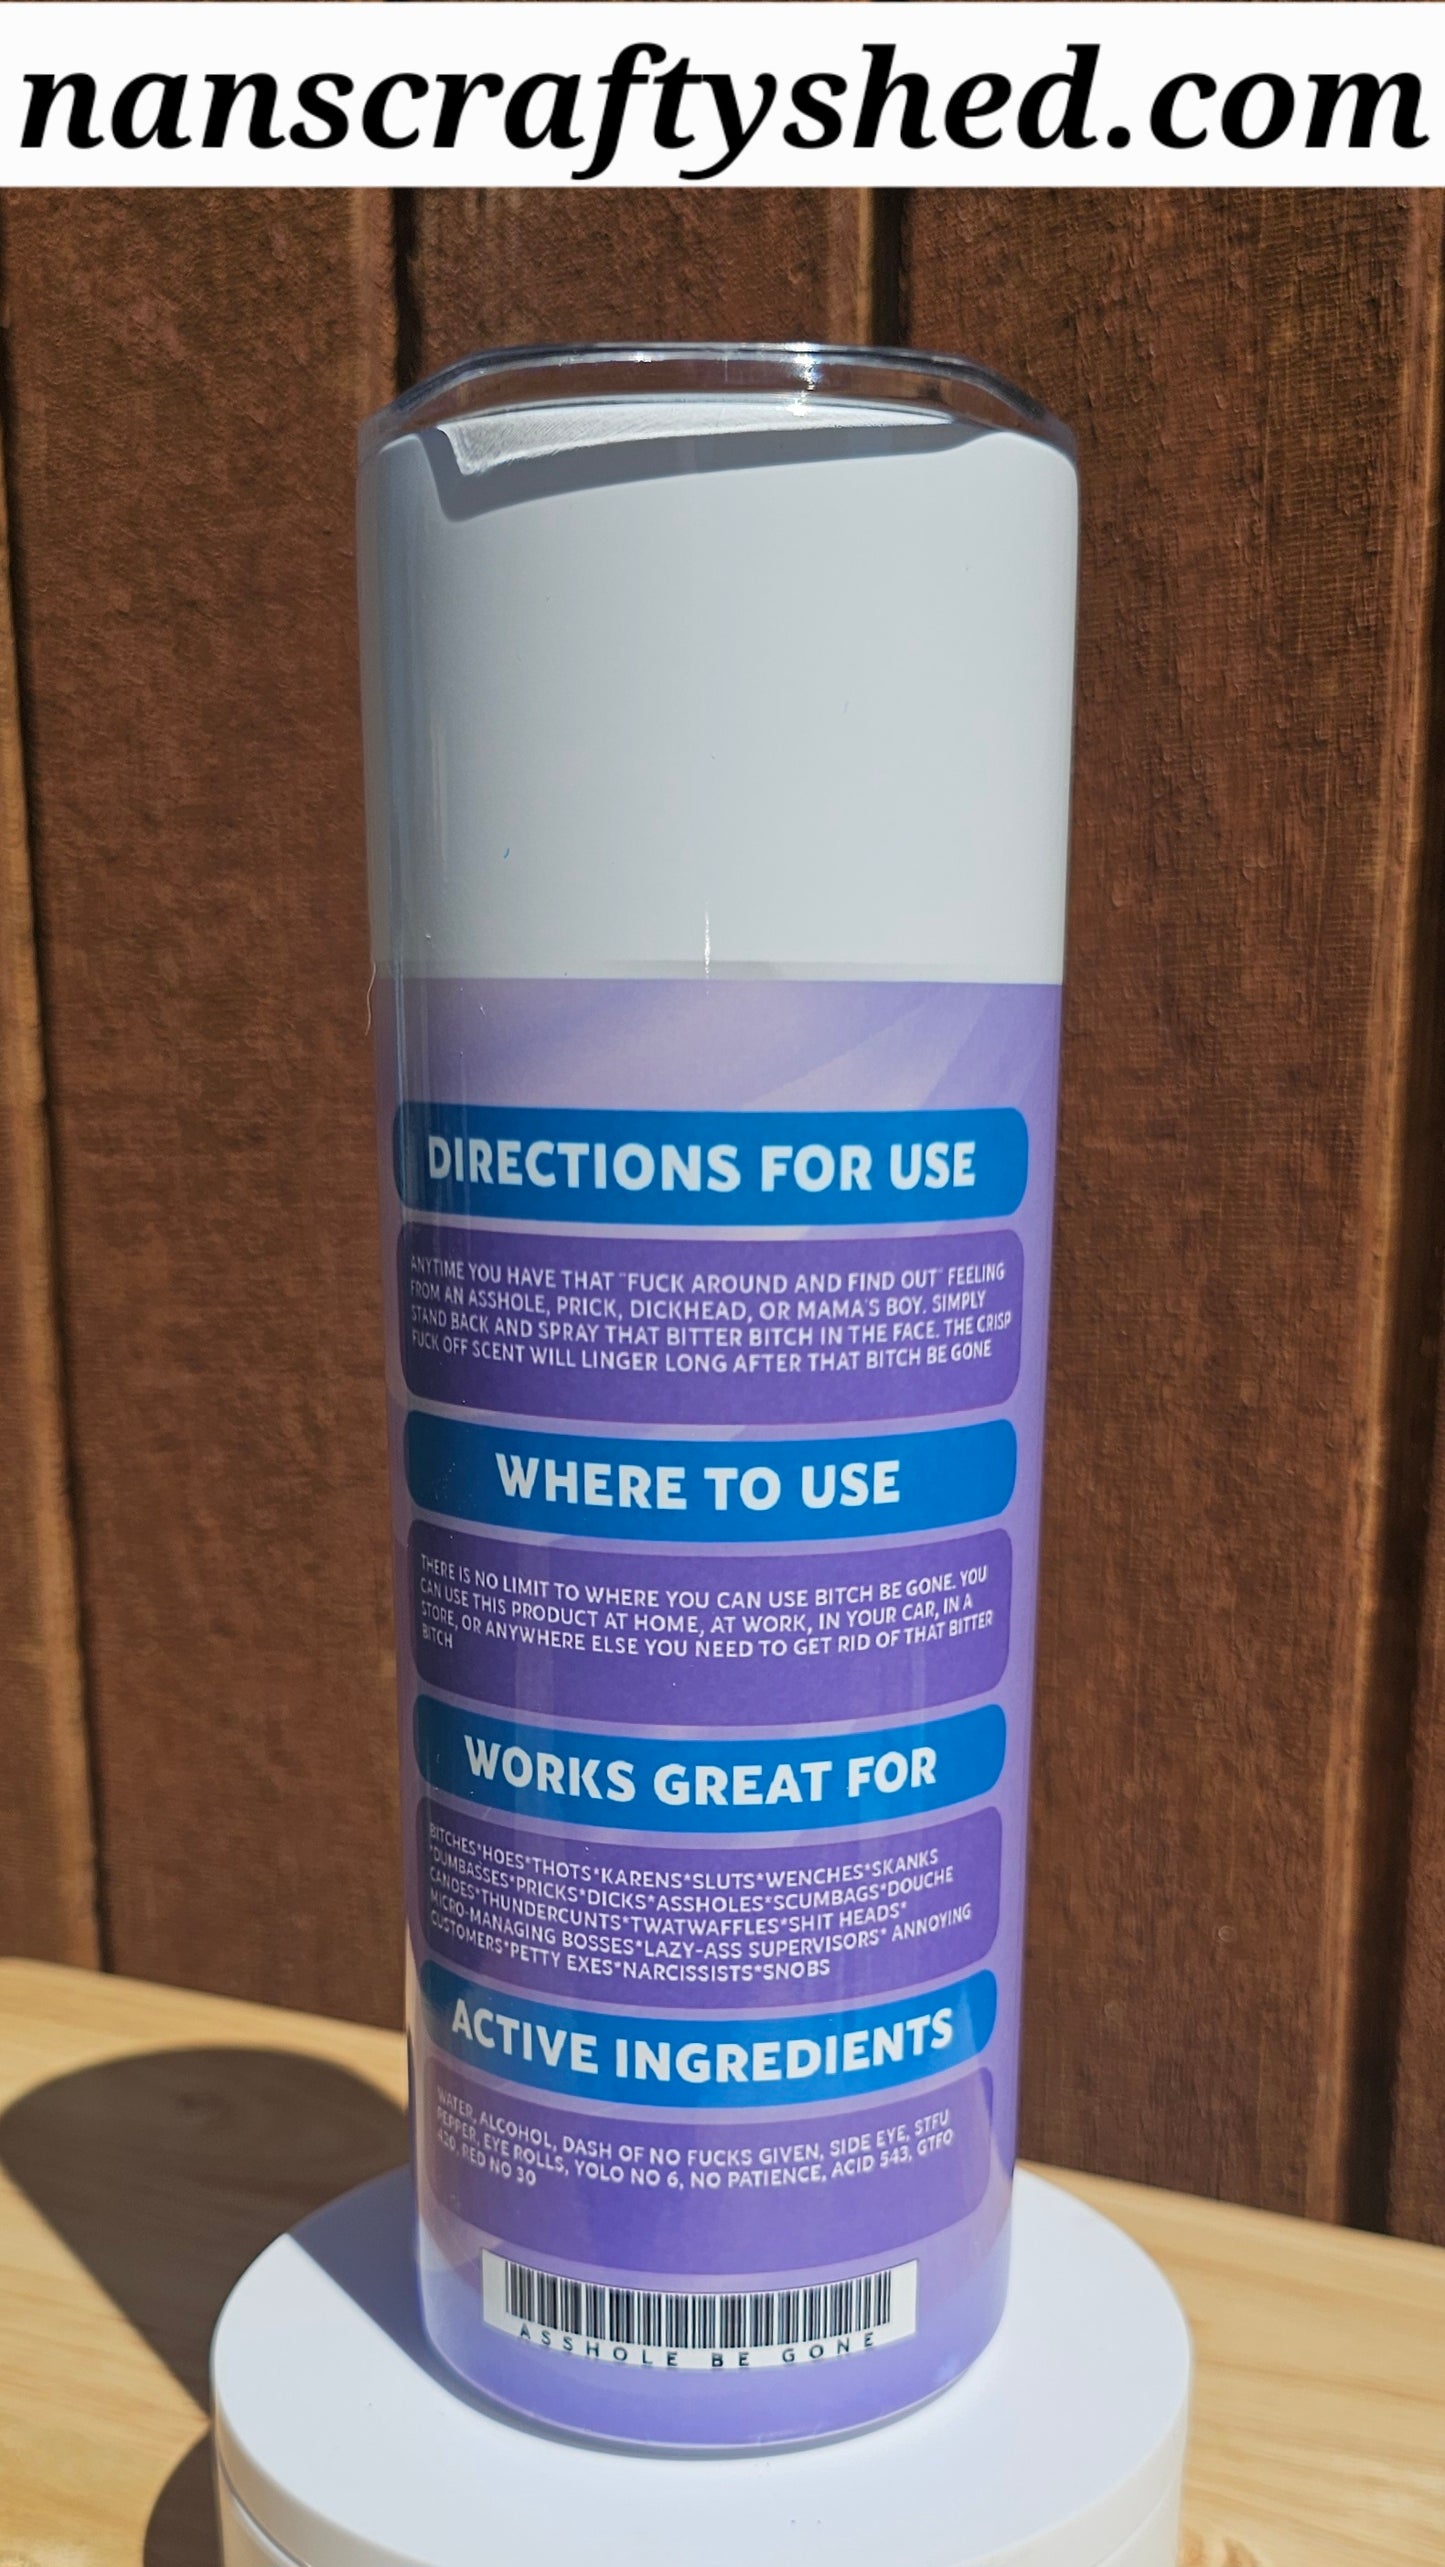 nanscraftyshed.com
DIRECTIONS FOR USE
ANYTIME YOU HAVE THAT "FUCK AROUND AND FIND OUT" FEELING
FROM AN ASSHOLE, PRICK, DICKHEAD, OR MAMA'S BOY. SIMPLY
STAND BACK AND SPRAY THAT BITTER BITCH IN THE FACE. THE CRISP
FUCK OFF SCENT WILL LINGER LONG AFTER THAT BITCH BE GONE
WHERE TO USE
THERE IS NO LIMIT TO WHERE YOU CAN USE BITCH BE GONE. YOU
CAN USE THIS PRODUCT AT HOME, AT WORK, IN YOUR CAR, IN A
STORE, OR ANYWHERE ELSE YOU NEED TO GET RID OF THAT BITTER
BITCH
WORKS GREAT FOR
BITCHES*HOES*THOTS*KARENS*SLUTS*WENCHES*SKANKS
*DUMBASSES*PRICKS*DICKS*ASSHOLES*SCUMBAGS*DOUCHE
CANOES*THUNDERCUNTS*TWATWAFFLES*SHIT HEADS*
MICRO-MANAGING BOSSES*LAZY-ASS SUPERVISORS* ANNOYING
CUSTOMERS*PETTY EXES*NARCISSISTS*SNOBS
ACTIVE INGREDIENTS
WATER, ALCOHOL, DASH OF NO FUCKS GIVEN, SIDE EYE, STFU
PEPPER, EYE ROLLS, YOLO NO 6, NO PATIENCE, ACID 543, GTFO
420, RED NO 30
ASSHOLE BE GONE